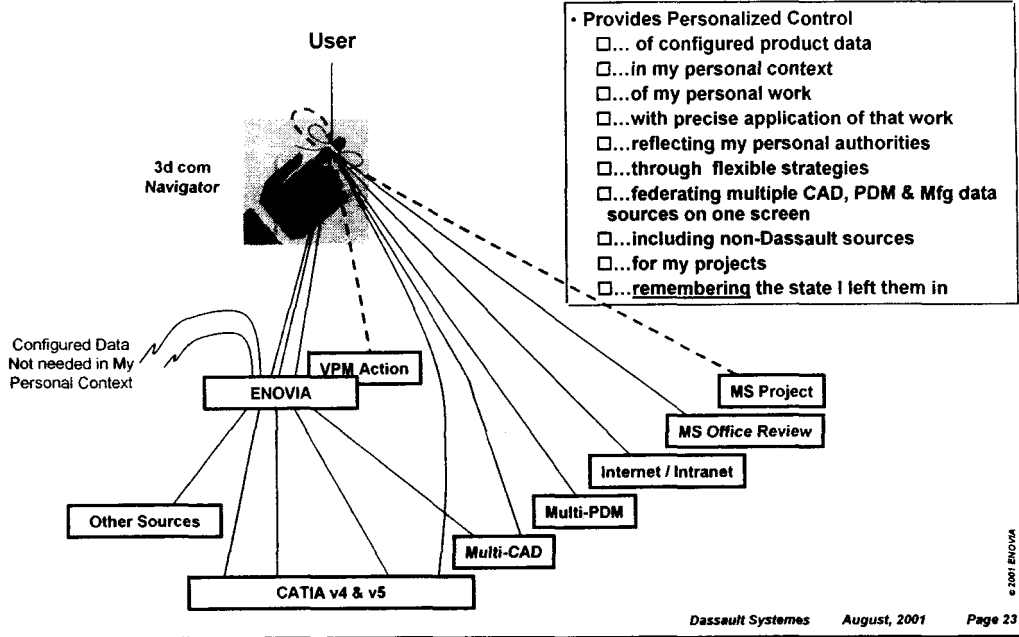 User
3d com
Navigator
· Provides Personalized Control
☐... of configured product data
☐...in my personal context
☐...of my personal work
☐...with precise application of that work
☐...reflecting my personal authorities
☐...through flexible strategies
☐...federating multiple CAD, PDM & Mfg data
sources on one screen
☐...including non-Dassault sources
☐...for my projects
☐...remembering the state I left them in
Configured Data
Not needed in My
Personal Context
VPM Action
ENOVIA
MS Project
MS Office Review
Internet / Intranet
Multi-PDM
Other Sources
Multi-CAD
CATIA v4 & v5
© 2001 ENOVIA
Dassault Systemes August, 2001 Page 23